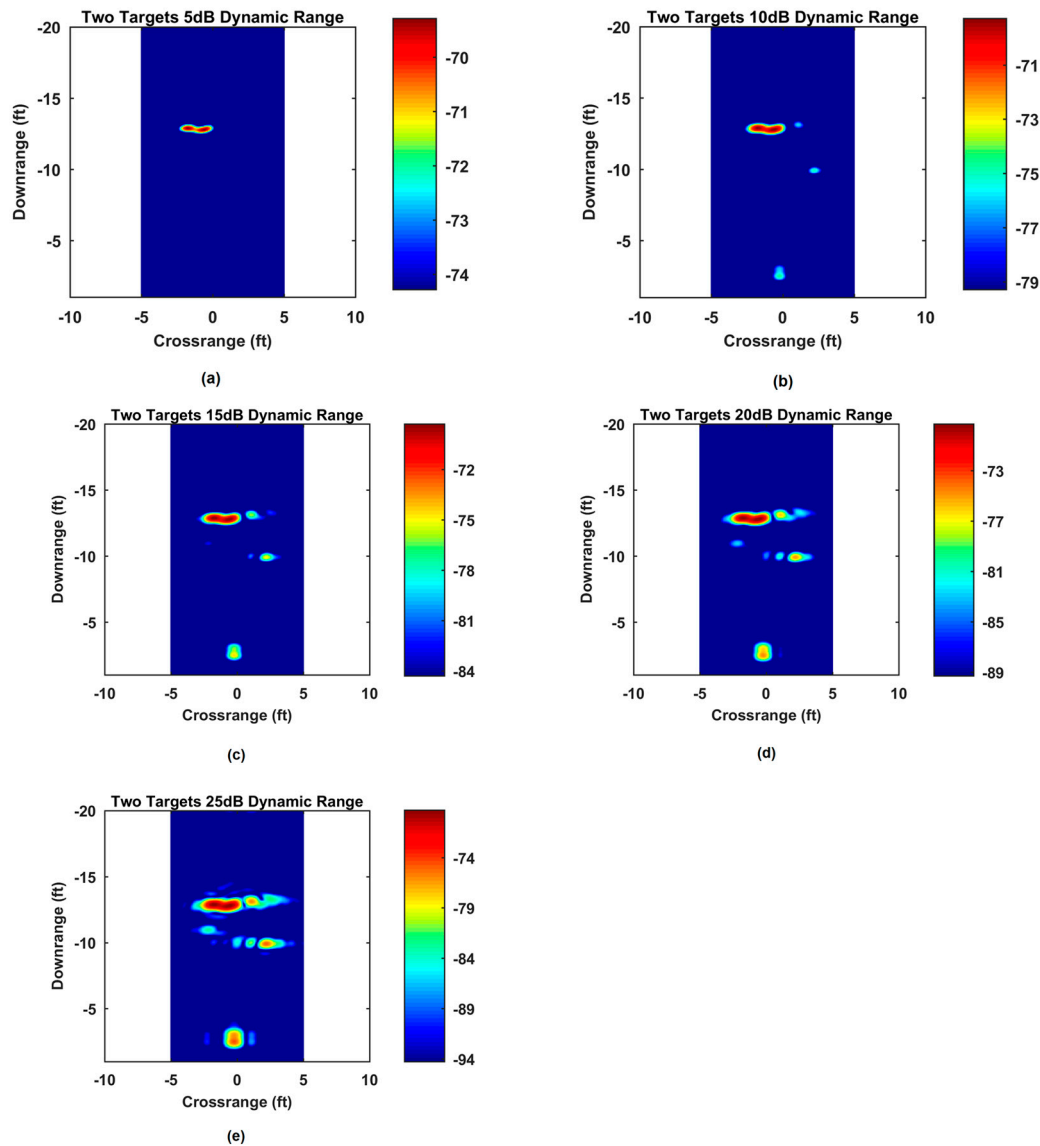 Two Targets 5dB Dynamic Range
-20
-15
-10
-5
Downrange (ft)
-10 -5 0 5 10
Crossrange (ft)
-70
-71
-72
-73
-74
(a)
Two Targets 10dB Dynamic Range
-20
-15
-10
-5
Downrange (ft)
-10 -5 0 5 10
Crossrange (ft)
-71
-73
-75
-77
-79
(b)
Two Targets 15dB Dynamic Range
-20
-15
-10
-5
Downrange (ft)
-10 -5 0 5 10
Crossrange (ft)
-72
-75
-78
-81
-84
(c)
Two Targets 20dB Dynamic Range
-20
-15
-10
-5
Downrange (ft)
-10 -5 0 5 10
Crossrange (ft)
-73
-77
-81
-85
-89
(d)
Two Targets 25dB Dynamic Range
-20
-15
-10
-5
Downrange (ft)
-10 -5 0 5 10
Crossrange (ft)
-74
-79
-84
-89
-94
(e)